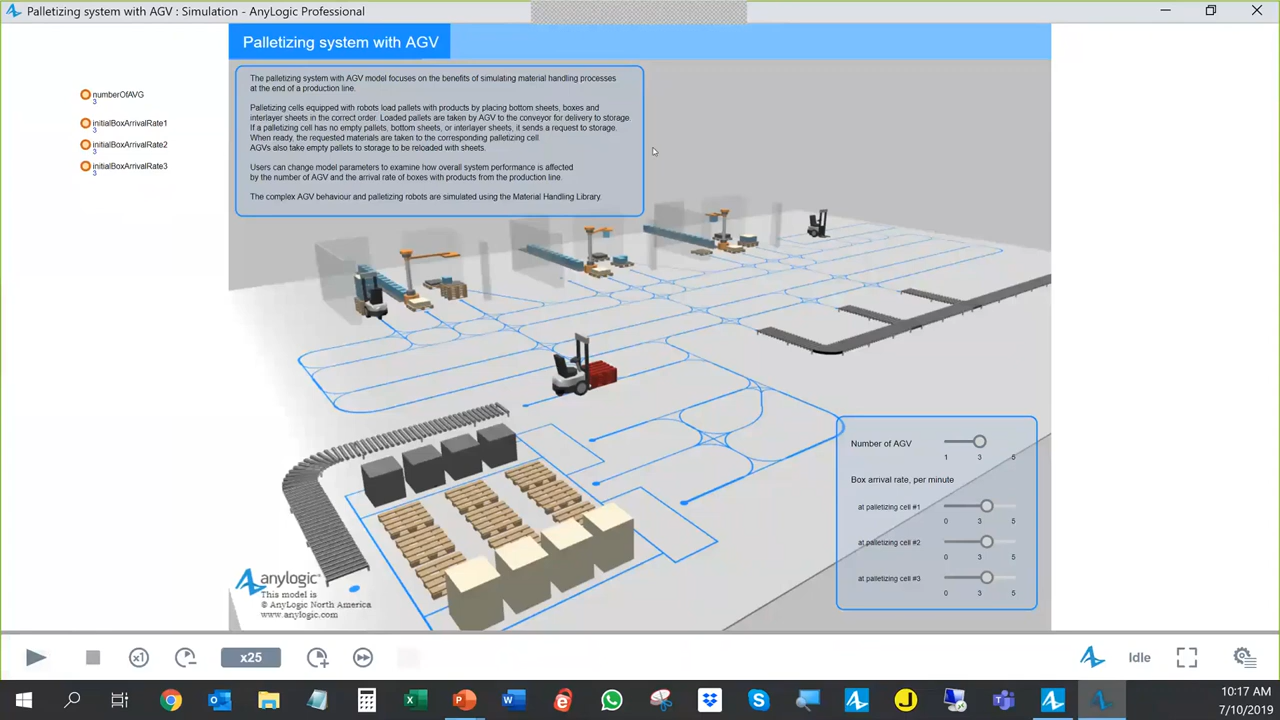 Palletizing system with AGV : Simulation - AnyLogic Professional
Palletizing system with AGV
The palletizing system with AGV model focuses on the benefits of simulating material handling processes
at the end of a production line.
Palletizing cells equipped with robots load pallets with products by placing bottom sheets, boxes and
interlayer sheets in the correct order. Loaded pallets are taken by AGV to the conveyor for delivery to storage.
If a palletizing cell has no empty pallets, bottom sheets, or interlayer sheets, it sends a request to storage.
When ready, the requested materials are taken to the corresponding palletizing cell.
AGVs also take empty pallets to storage to be reloaded with sheets.
Users can change model parameters to examine how overall system performance is affected
by the number of AGV and the arrival rate of boxes with products from the production line.
The complex AGV behaviour and palletizing robots are simulated using the Material Handling Library.
numberOfAVG
3
initialBoxArrivalRate1
3
initialBoxArrivalRate2
3
initialBoxArrivalRate3
3
Number of AGV
1 3 5
Box arrival rate, per minute
at palletizing cell #1
0 3 5
at palletizing cell #2
0 3 5
at palletizing cell #3
0 3 5
anylogic
This model is
© AnyLogic North America
www.anylogic.com
x1
x25
Idle
10:17 AM
7/10/2019